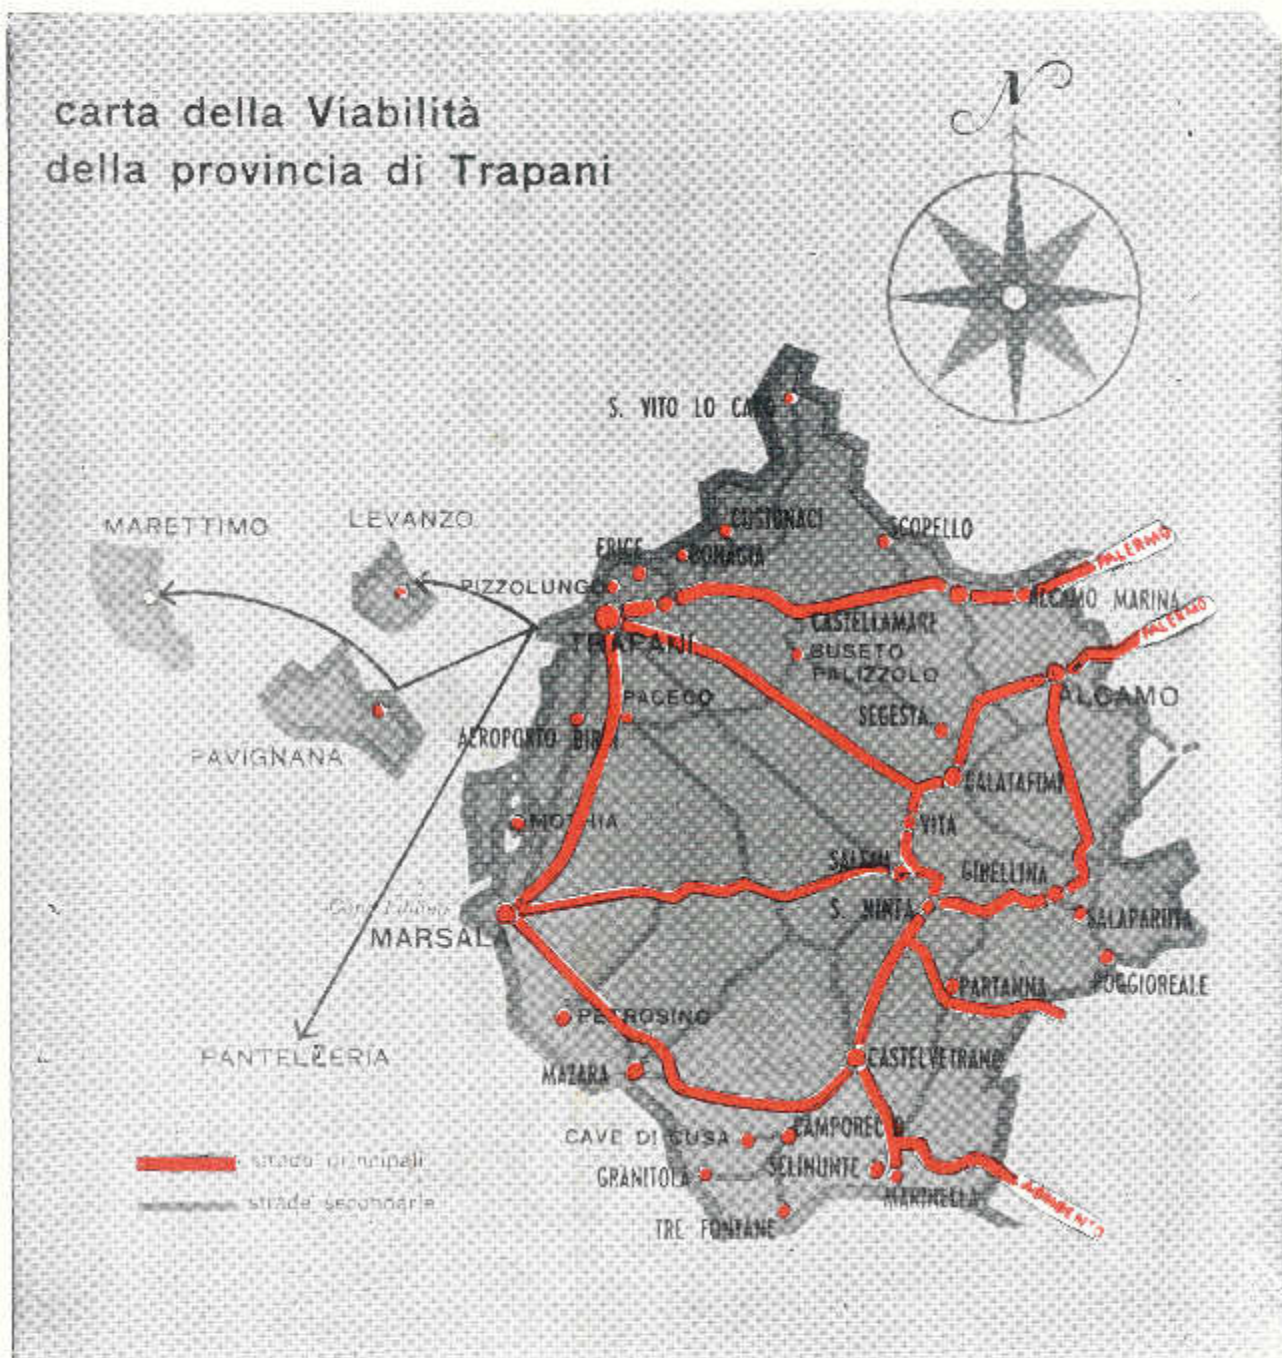 carta della Viabilità
della provincia di Trapani
N
S. VITO LO CAPO
MARETTIMO
LEVANZO
CUSTONACI
SCOPELLO
ERICE
BONAGIA
PALERMO
PIZZOLUNGO
ALCAMO MARINA
PALERMO
CASTELLAMARE
TRAPANI
BUSETO
PALIZZOLO
ALCAMO
PACECO
SEGESTA
AEROPORTO BIRGI
FAVIGNANA
CALATAFIMI
MOTHIA
VITA
SALEMI
GIBELLINA
S. NINFA
SALAPARUTA
MARSALA
PARTANNA
POGGIOREALE
PETROSINO
PANTELLERIA
CASTELVETRANO
MAZARA
CAVE DI CUSA
SELINUNTE
GRANITOLA
MARINELLA
TRE FONTANE
strade principali
strade secondarie